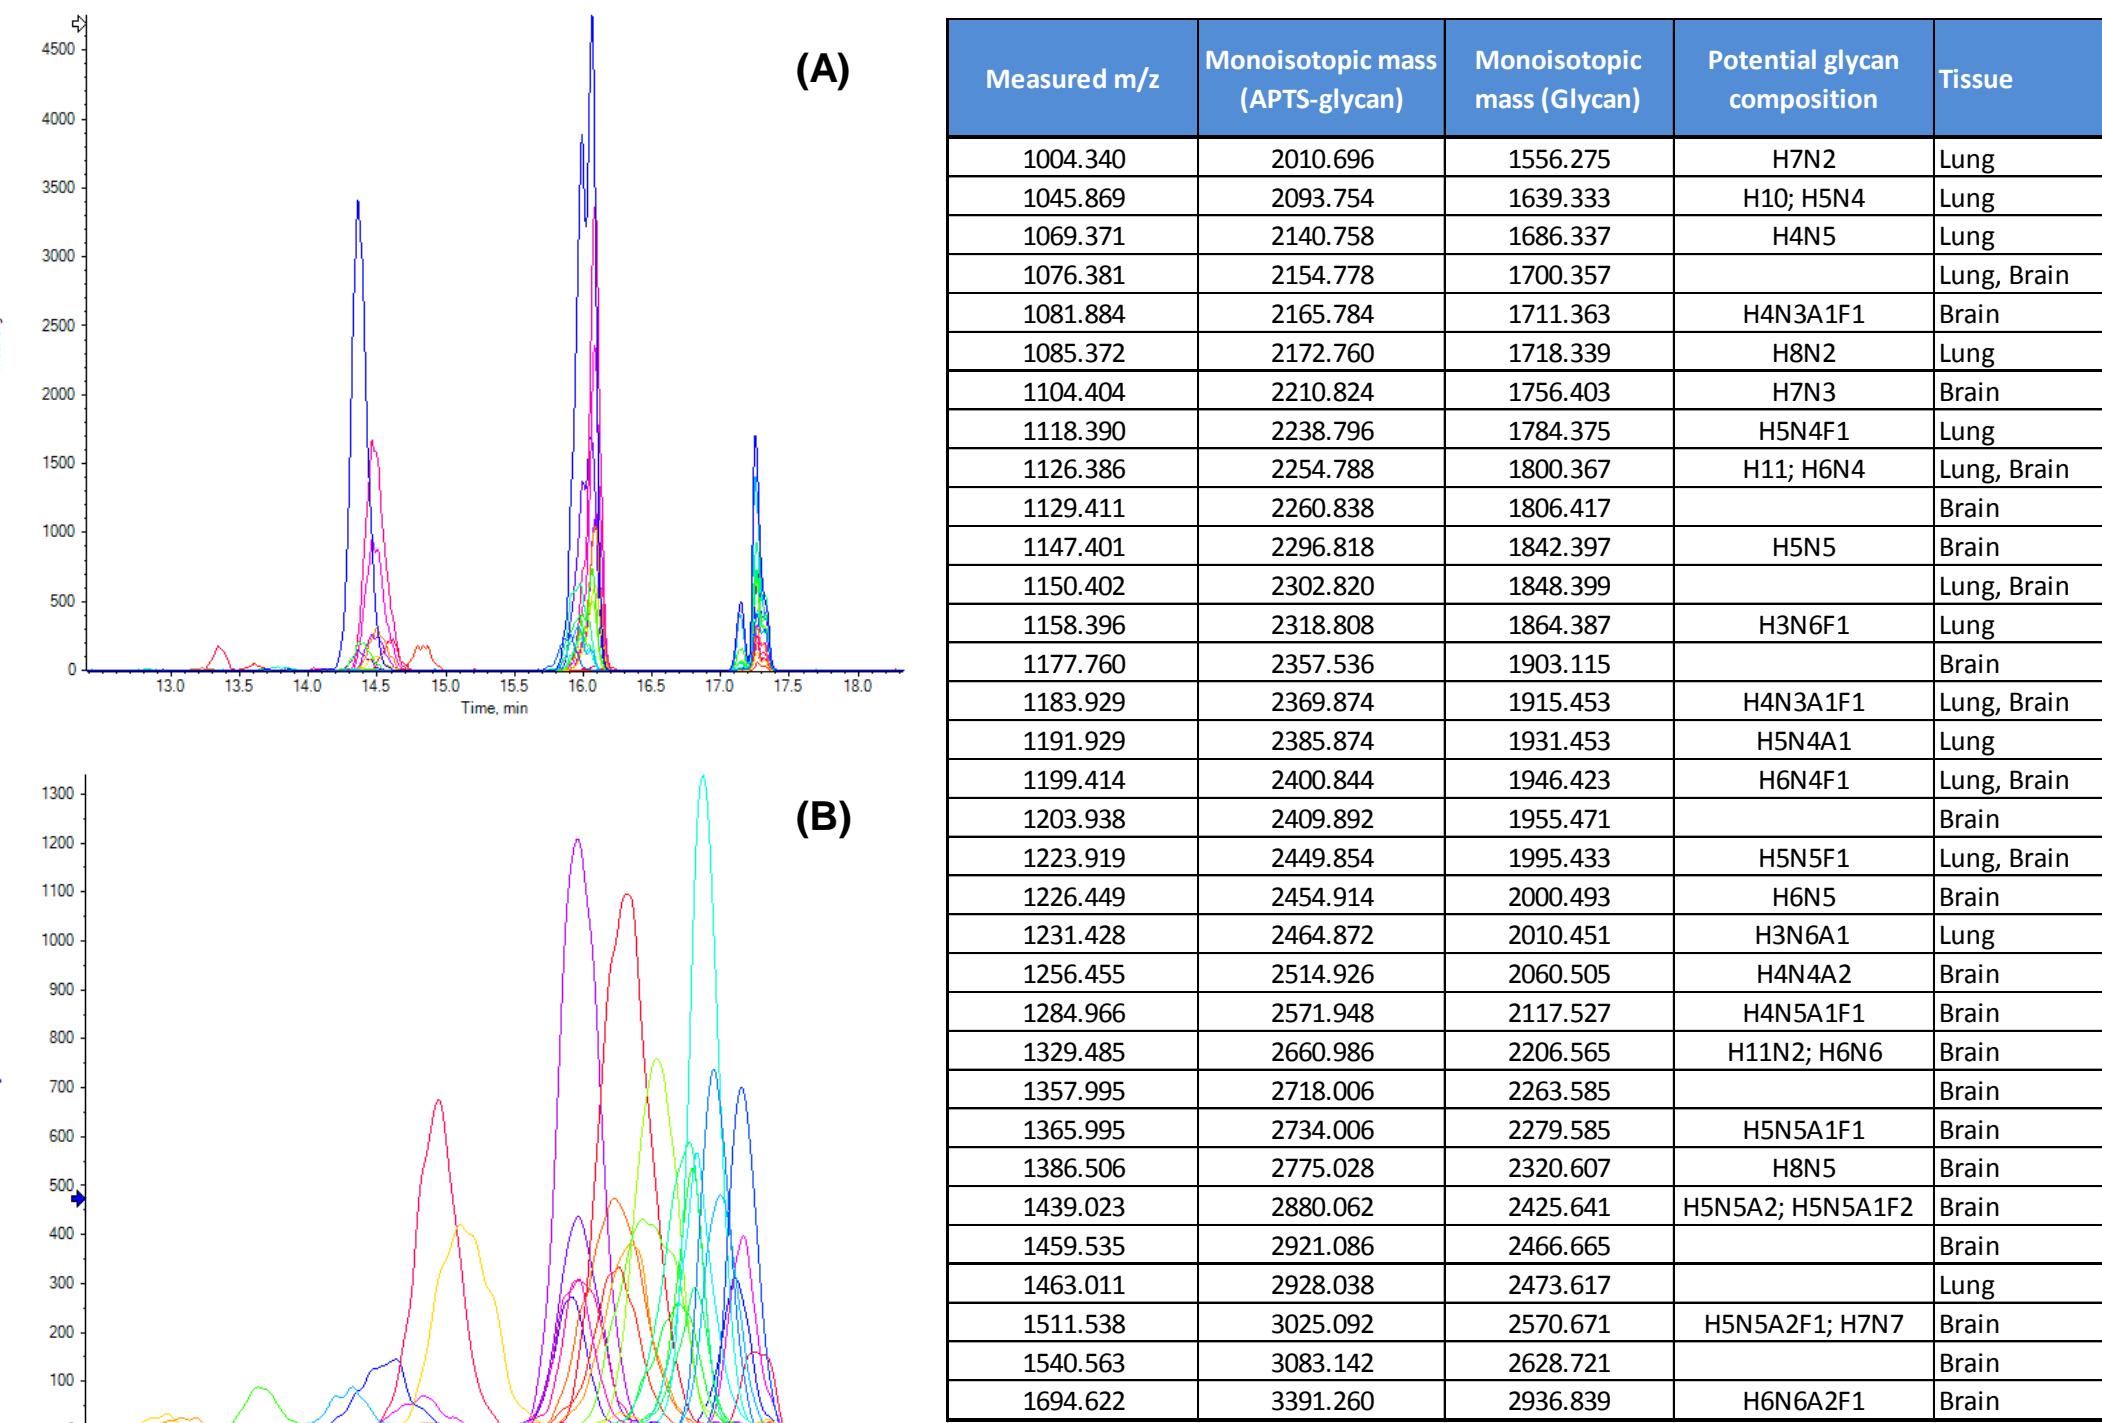 (A)
4500
4000
3500
3000
2500
2000
1500
1000
500
0
13.0 13.5 14.0 14.5 15.0 15.5 16.0 16.5 17.0 17.5 18.0
Time, min
(B)
1300
1200
1100
1000
900
800
700
600
500
400
300
200
100
Measured m/z Monoisotopic mass (APTS-glycan) Monoisotopic mass (Glycan) Potential glycan composition Tissue
1004.340 2010.696 1556.275 H7N2 Lung
1045.869 2093.754 1639.333 H10; H5N4 Lung
1069.371 2140.758 1686.337 H4N5 Lung
1076.381 2154.778 1700.357 Lung, Brain
1081.884 2165.784 1711.363 H4N3A1F1 Brain
1085.372 2172.760 1718.339 H8N2 Lung
1104.404 2210.824 1756.403 H7N3 Brain
1118.390 2238.796 1784.375 H5N4F1 Lung
1126.386 2254.788 1800.367 H11; H6N4 Lung, Brain
1129.411 2260.838 1806.417 Brain
1147.401 2296.818 1842.397 H5N5 Brain
1150.402 2302.820 1848.399 Lung, Brain
1158.396 2318.808 1864.387 H3N6F1 Lung
1177.760 2357.536 1903.115 Brain
1183.929 2369.874 1915.453 H4N3A1F1 Lung, Brain
1191.929 2385.874 1931.453 H5N4A1 Lung
1199.414 2400.844 1946.423 H6N4F1 Lung, Brain
1203.938 2409.892 1955.471 Brain
1223.919 2449.854 1995.433 H5N5F1 Lung, Brain
1226.449 2454.914 2000.493 H6N5 Brain
1231.428 2464.872 2010.451 H3N6A1 Lung
1256.455 2514.926 2060.505 H4N4A2 Brain
1284.966 2571.948 2117.527 H4N5A1F1 Brain
1329.485 2660.986 2206.565 H11N2; H6N6 Brain
1357.995 2718.006 2263.585 Brain
1365.995 2734.006 2279.585 H5N5A1F1 Brain
1386.506 2775.028 2320.607 H8N5 Brain
1439.023 2880.062 2425.641 H5N5A2; H5N5A1F2 Brain
1459.535 2921.086 2466.665 Brain
1463.011 2928.038 2473.617 Lung
1511.538 3025.092 2570.671 H5N5A2F1; H7N7 Brain
1540.563 3083.142 2628.721 Brain
1694.622 3391.260 2936.839 H6N6A2F1 Brain